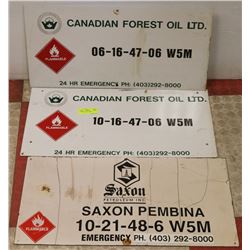 CANADIAN FOREST OIL LTD.
06-16-47-06 W5M
FLAMMABLE
24 HR EMERGENCY PH: (403)292-8000
CANADIAN FOREST OIL LTD.
10-16-47-06 W5M
FLAMMABLE
24 HR EMERGENCY PH: (403)292-8000
Saxon
PETROLEUM INC.
SAXON PEMBINA
10-21-48-6 W5M
FLAMMABLE
EMERGENCY PH. (403) 292-8000